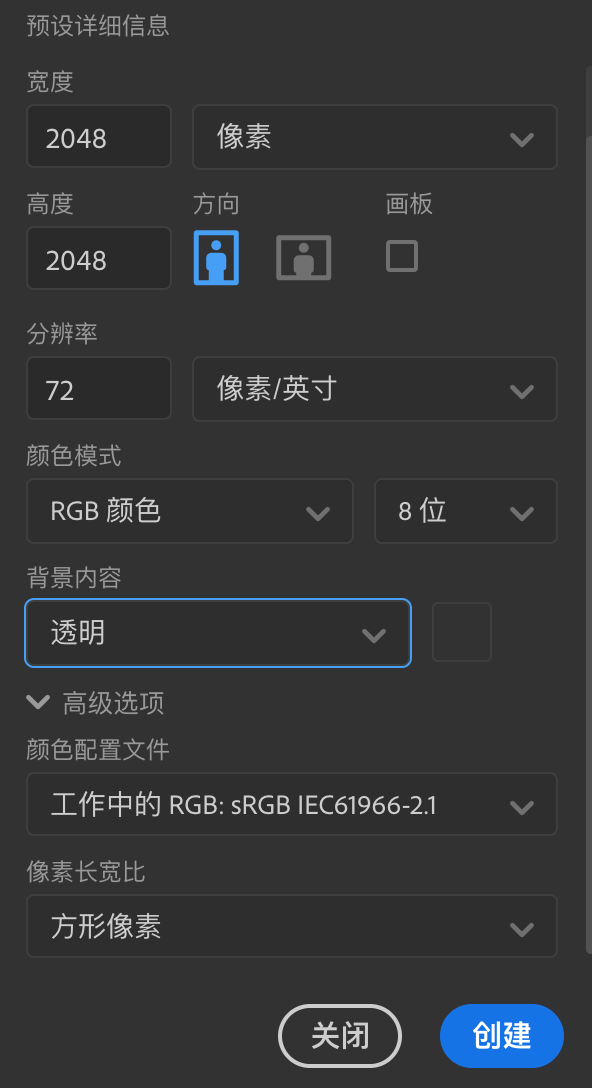 预设详细信息
宽度
2048 像素
高度 方向 画板
2048
分辨率
72 像素/英寸
颜色模式
RGB 颜色 8 位
背景内容
透明
高级选项
颜色配置文件
工作中的 RGB: sRGB IEC61966-2.1
像素长宽比
方形像素
关闭 创建